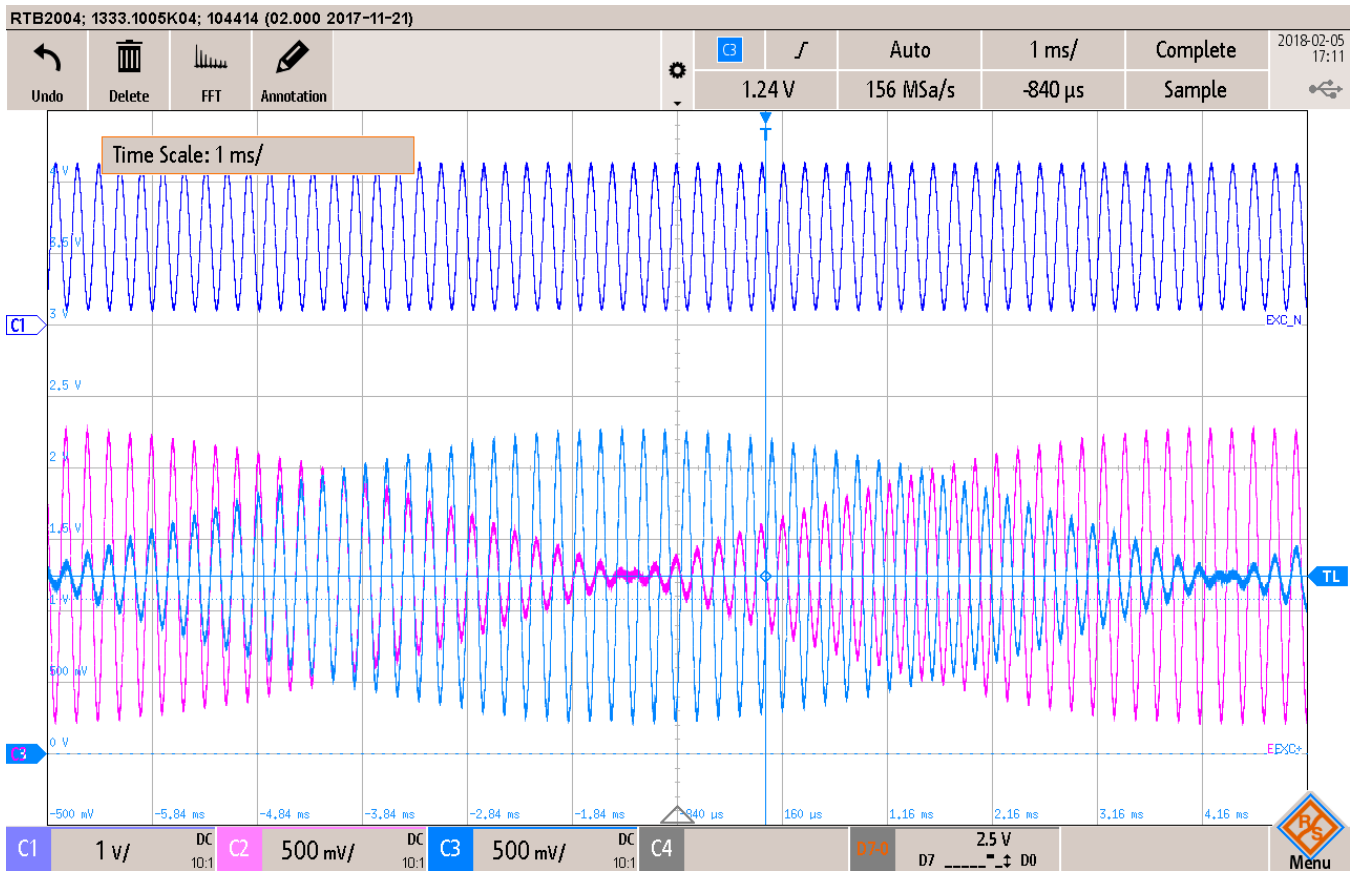 RTB2004; 1333.1005K04; 104414 (02.000 2017-11-21)
Undo
Delete
FFT
Annotation
C3
Auto
1 ms/
Complete
2018-02-05
17:11
1.24 V
156 MSa/s
-840 µs
Sample
T
Time Scale: 1 ms/
4 V
3.5 V
C1
3 V
EXC_N
2.5 V
2 V
1.5 V
TL
1 V
500 mV
0 V
C3
EXC+
-500 mV
-5.84 ms
-4.84 ms
-3.84 ms
-2.84 ms
-1.84 ms
-840 µs
160 µs
1.16 ms
2.16 ms
3.16 ms
4.16 ms
R/S
C1
1 V/
DC
10:1
C2
500 mV/
DC
10:1
C3
500 mV/
DC
10:1
C4
D7-0
2.5 V
D7
D0
Menu